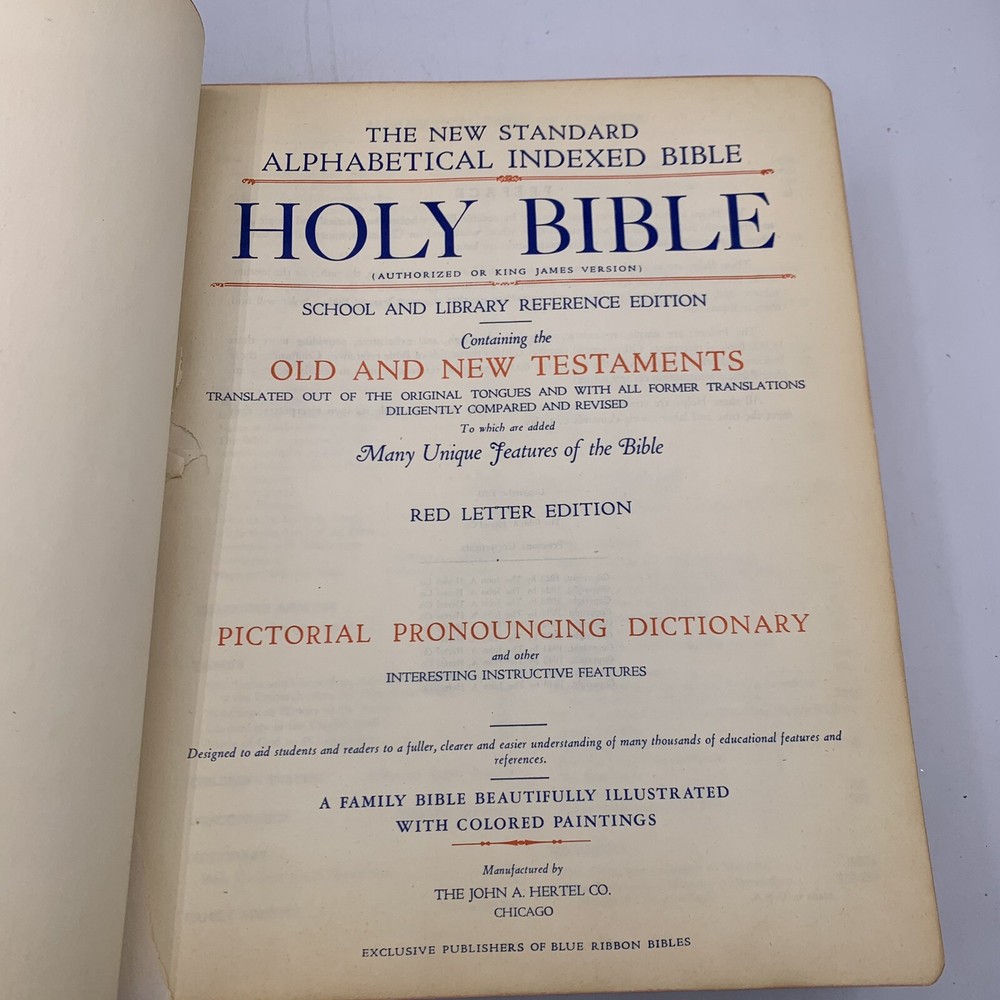 THE NEW STANDARD
ALPHABETICAL INDEXED BIBLE
HOLY BIBLE
(AUTHORIZED OR KING JAMES VERSION)
SCHOOL AND LIBRARY REFERENCE EDITION
Containing the
OLD AND NEW TESTAMENTS
TRANSLATED OUT OF THE ORIGINAL TONGUES AND WITH ALL FORMER TRANSLATIONS
DILIGENTLY COMPARED AND REVISED
To which are added
Many Unique Features of the Bible
RED LETTER EDITION
PICTORIAL PRONOUNCING DICTIONARY
and other
INTERESTING INSTRUCTIVE FEATURES
Designed to aid students and readers to a fuller, clearer and easier understanding of many thousands of educational features and
references.
A FAMILY BIBLE BEAUTIFULLY ILLUSTRATED
WITH COLORED PAINTINGS
Manufactured by
THE JOHN A. HERTEL CO.
CHICAGO
EXCLUSIVE PUBLISHERS OF BLUE RIBBON BIBLES